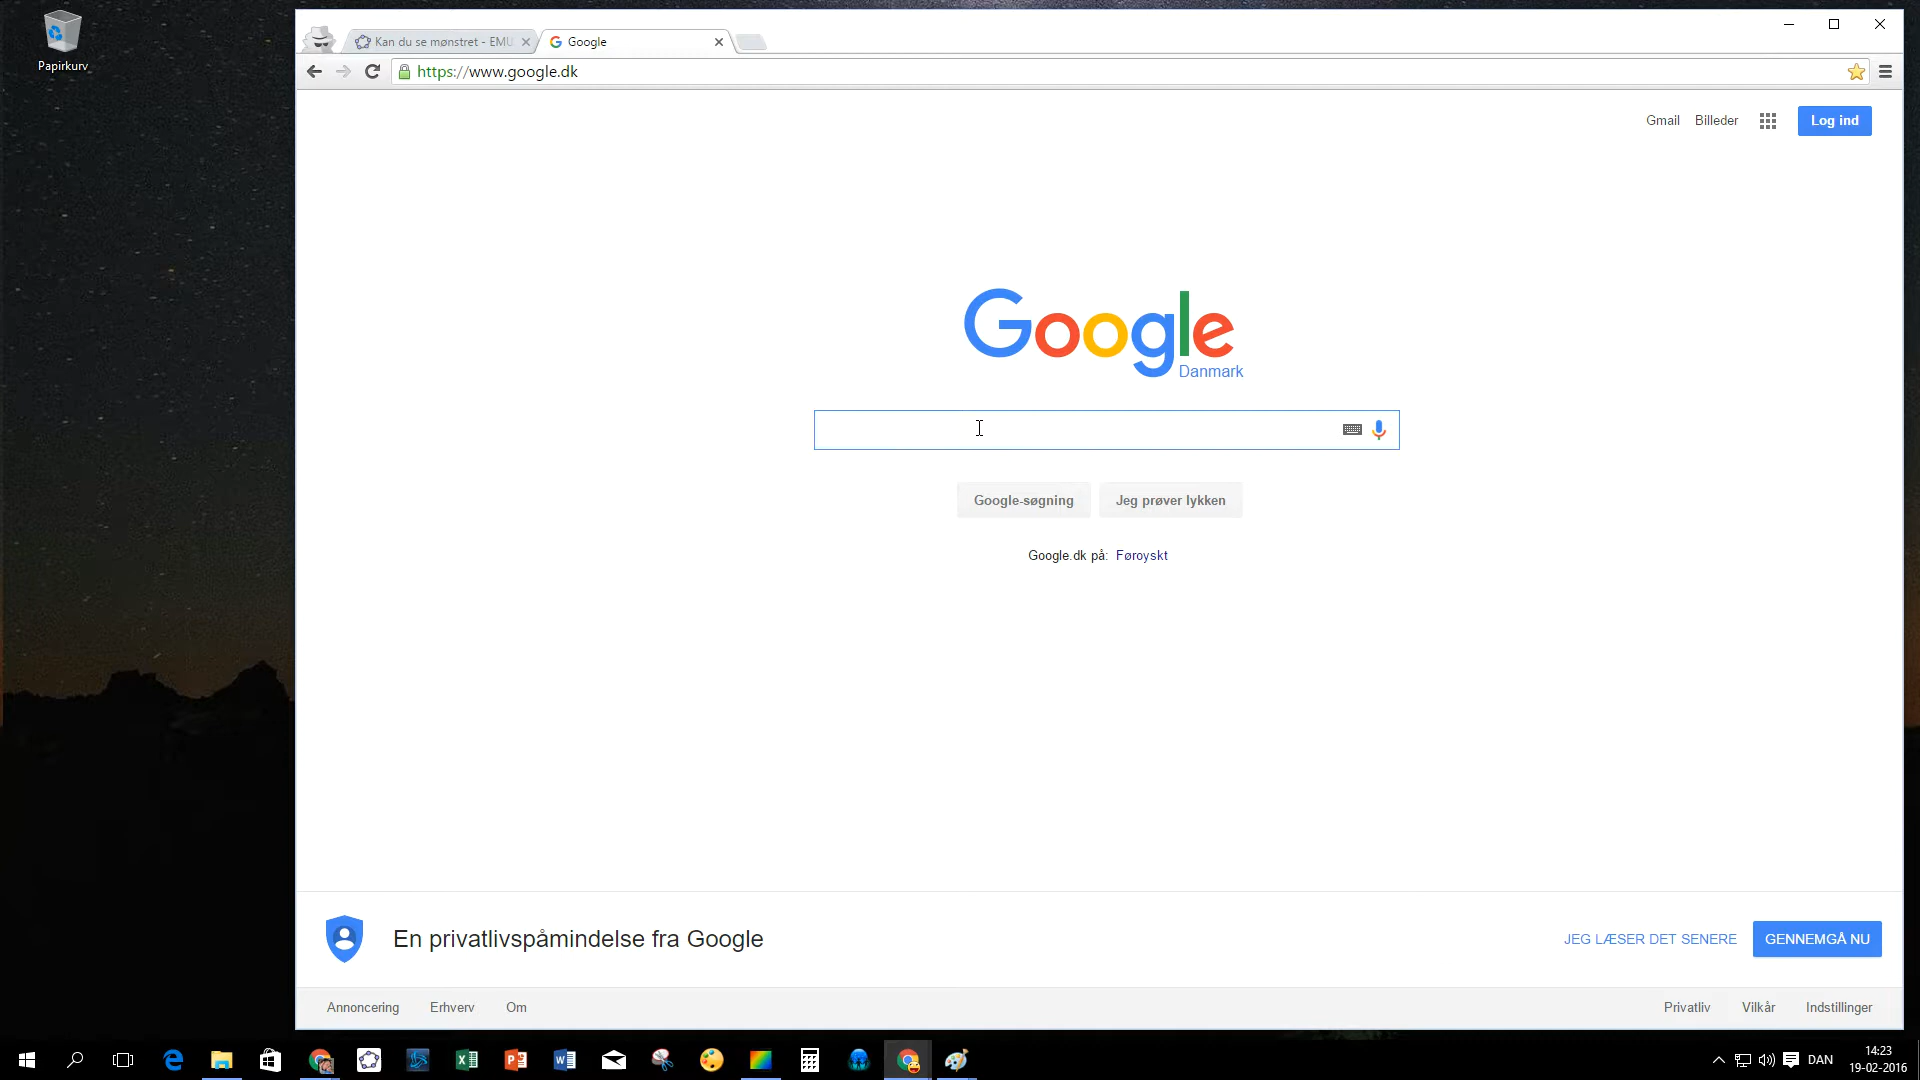 Papirkurv
Kan du se mønstret - EMU
Google
https://www.google.dk
Gmail Billeder Log ind
Google
Danmark
Google-søgning Jeg prøver lykken
Google.dk på: Føroyskt
En privatlivspåmindelse fra Google
JEG LÆSER DET SENERE GENNEMGÅ NU
Annoncering Erhverv Om Privatliv Vilkår Indstillinger
DAN
14:23
19-02-2016